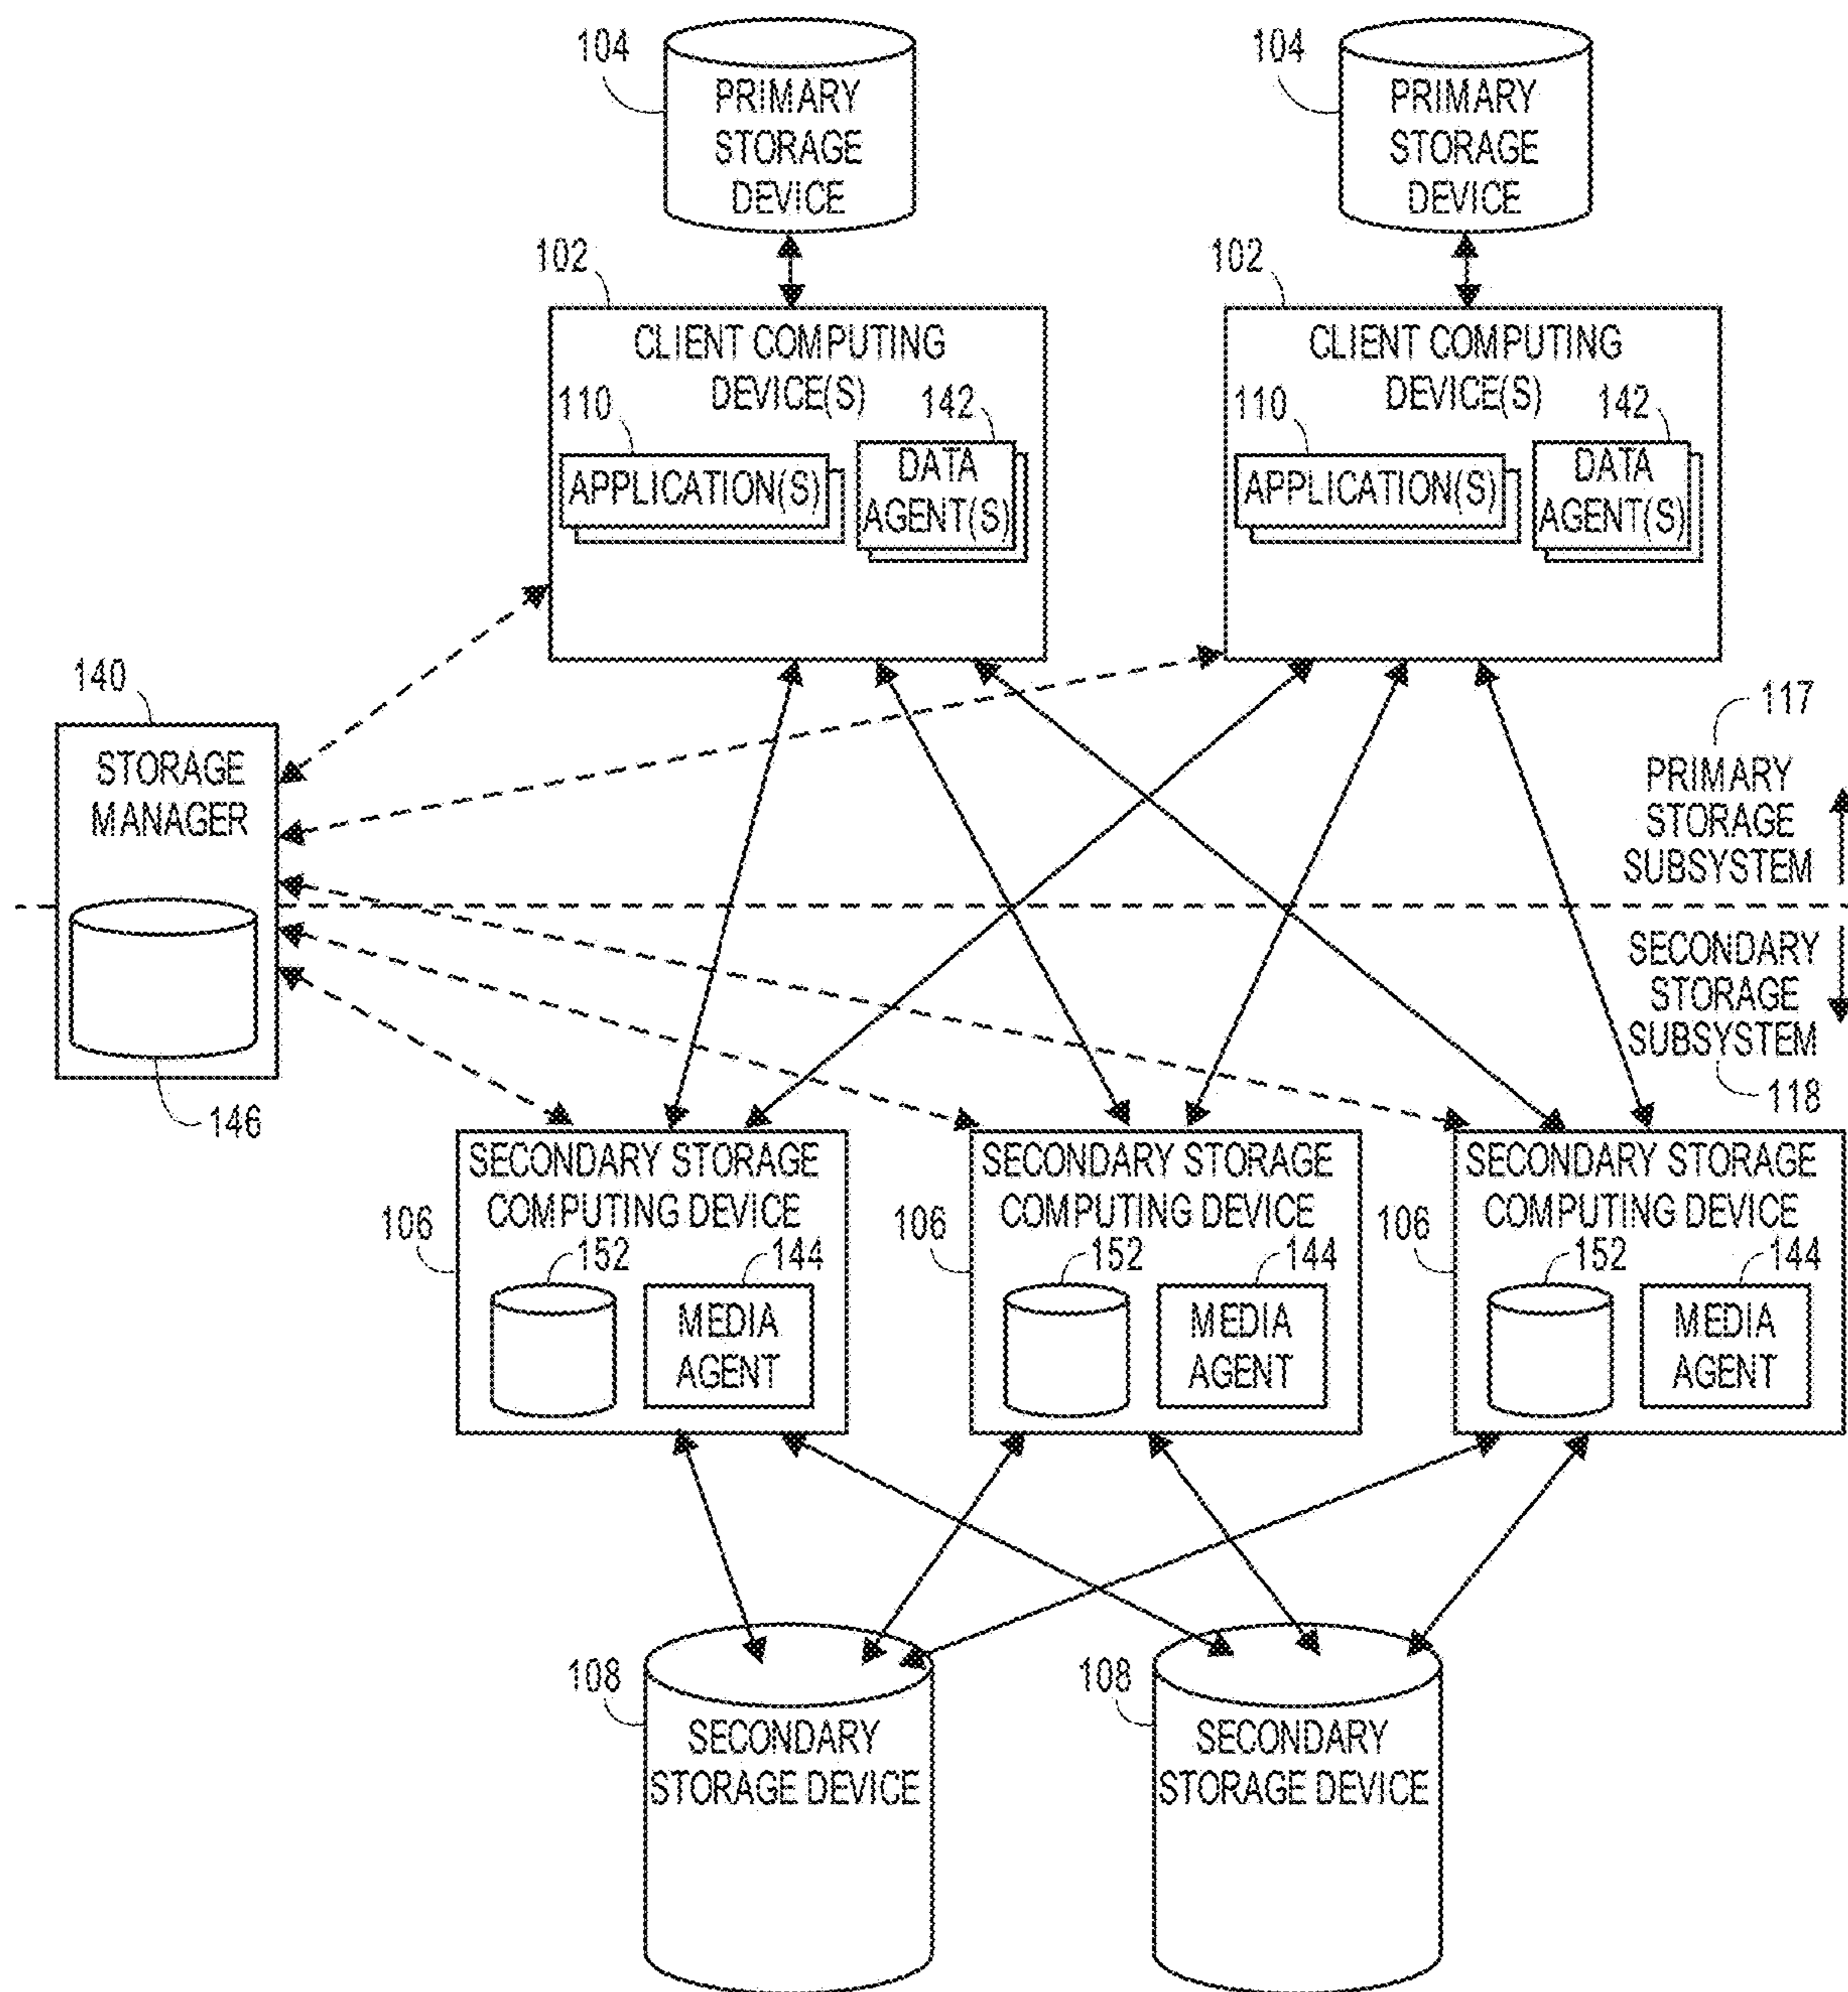 104
PRIMARY
STORAGE
DEVICE
104
PRIMARY
STORAGE
DEVICE
102
CLIENT COMPUTING
DEVICE(S)
110
142
APPLICATION(S)
DATA
AGENT(S)
102
CLIENT COMPUTING
DEVICE(S)
110
142
APPLICATION(S)
DATA
AGENT(S)
140
STORAGE
MANAGER
146
117
PRIMARY
STORAGE
SUBSYSTEM
SECONDARY
STORAGE
SUBSYSTEM
118
106
SECONDARY STORAGE
COMPUTING DEVICE
152
144
MEDIA
AGENT
106
SECONDARY STORAGE
COMPUTING DEVICE
152
144
MEDIA
AGENT
106
SECONDARY STORAGE
COMPUTING DEVICE
152
144
MEDIA
AGENT
108
SECONDARY
STORAGE DEVICE
108
SECONDARY
STORAGE DEVICE